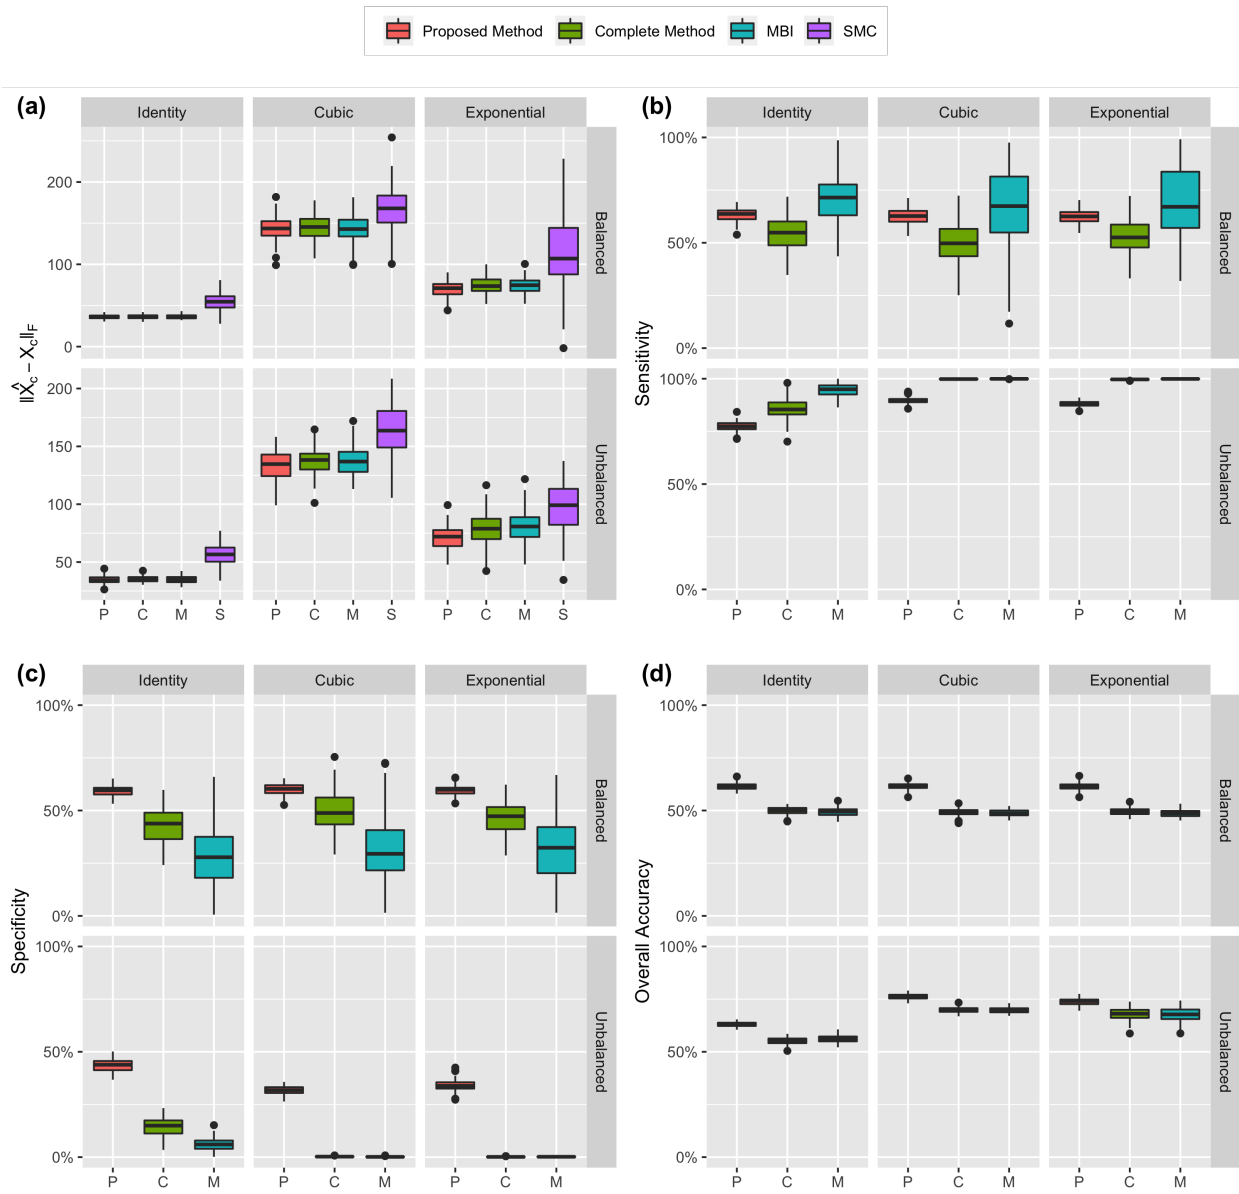 Proposed Method Complete Method MBI SMC
(a)
Identity Cubic Exponential
200
100
0
Balanced
200
150
100
50
Unbalanced
||X̂c − Xc||F
P C M S P C M S P C M S
(b)
Identity Cubic Exponential
100%
50%
0%
Balanced
100%
50%
0%
Unbalanced
Sensitivity
P C M P C M P C M
(c)
Identity Cubic Exponential
100%
50%
0%
Balanced
100%
50%
0%
Unbalanced
Specificity
P C M P C M P C M
(d)
Identity Cubic Exponential
100%
50%
0%
Balanced
100%
50%
0%
Unbalanced
Overall Accuracy
P C M P C M P C M